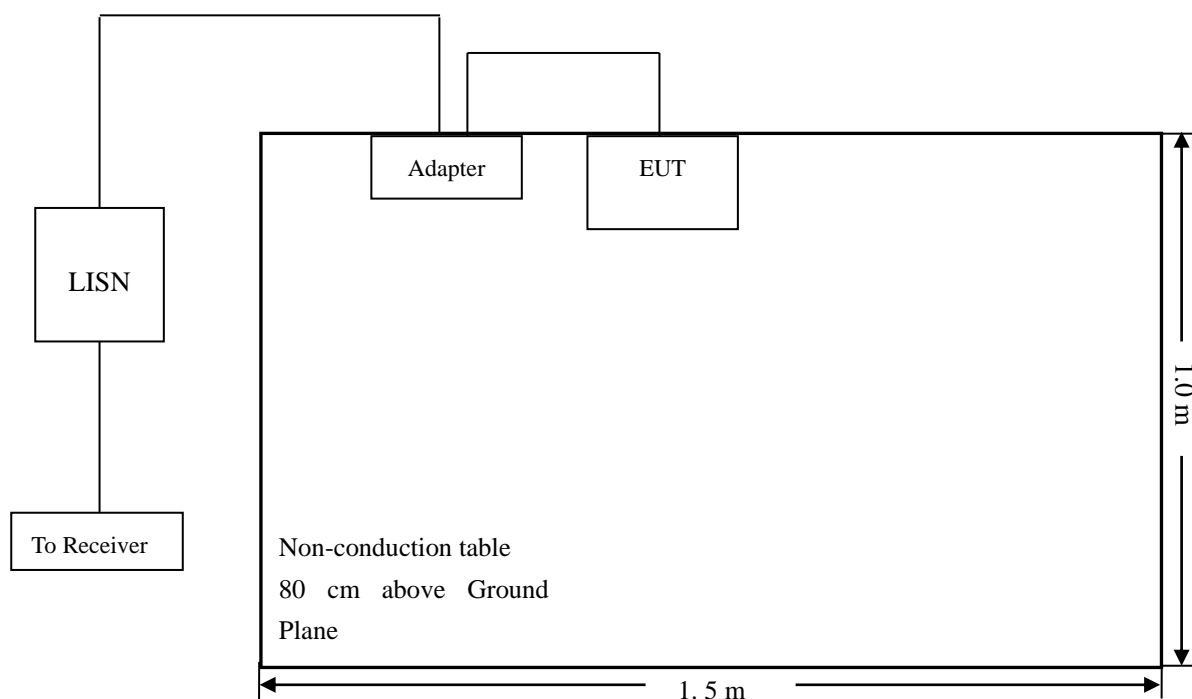 Adapter
EUT
LISN
1.0 m
To Receiver
Non-conduction table
80 cm above Ground
Plane
1. 5 m